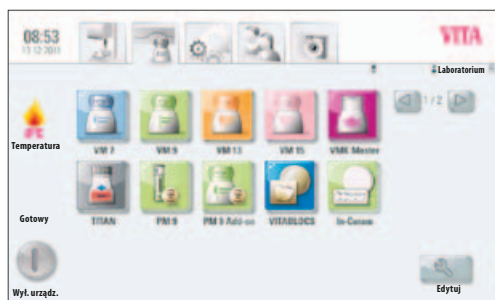 08:53
VITA
Laboratorium
1/2
Temperatura
VM 7
VM 9
VM 13
VM 15
VMK Master
Gotowy
TITAN
PM 9
PM 9 Add-on
VITABLOCS
In-Ceram
Wył. urządz.
Edytuj